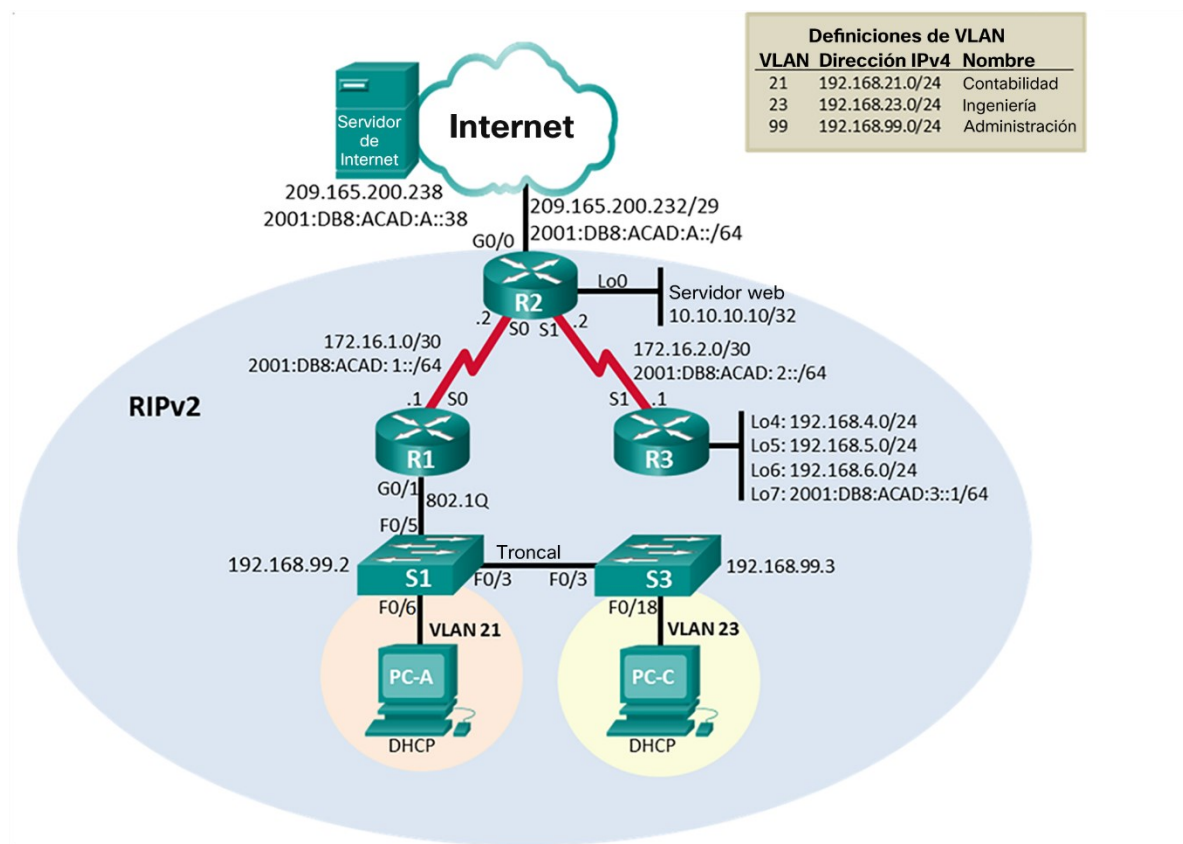 Definiciones de VLAN
VLAN Dirección IPv4 Nombre
21 192.168.21.0/24 Contabilidad
23 192.168.23.0/24 Ingeniería
99 192.168.99.0/24 Administración
Servidor
de
Internet
Internet
209.165.200.238
2001:DB8:ACAD:A::38
209.165.200.232/29
2001:DB8:ACAD:A::/64
G0/0
R2
Lo0
Servidor web
10.10.10.10/32
.2 S0 S1 .2
172.16.1.0/30
2001:DB8:ACAD: 1::/64
172.16.2.0/30
2001:DB8:ACAD: 2::/64
RIPv2
.1 S0
S1 .1
R1
R3
Lo4: 192.168.4.0/24
Lo5: 192.168.5.0/24
Lo6: 192.168.6.0/24
Lo7: 2001:DB8:ACAD:3::1/64
G0/1
802.1Q
F0/5
192.168.99.2
S1
Troncal
F0/3 F0/3
S3
192.168.99.3
F0/6
VLAN 21
F0/18
VLAN 23
PC-A
PC-C
DHCP
DHCP